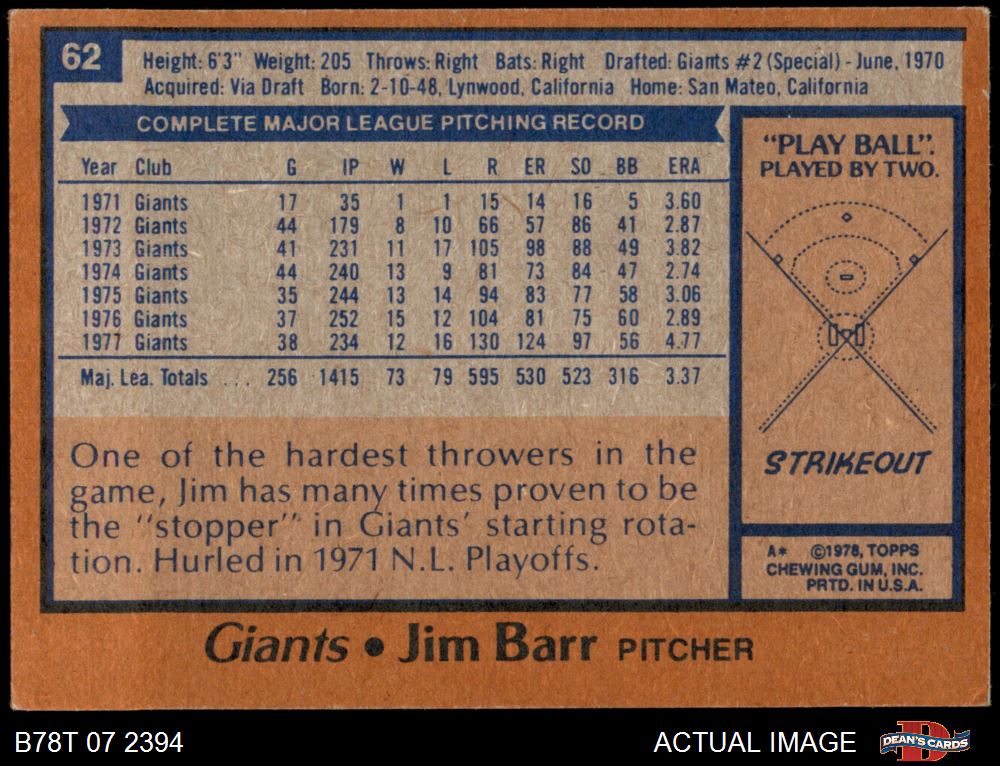 62
Height: 6'3" Weight: 205 Throws: Right Bats: Right Drafted: Giants #2 (Special) - June, 1970
Acquired: Via Draft Born: 2-10-48, Lynwood, California Home: San Mateo, California
COMPLETE MAJOR LEAGUE PITCHING RECORD
Year Club G IP W L R ER SO BB ERA
1971 Giants 17 35 1 1 15 14 16 5 3.60
1972 Giants 44 179 8 10 66 57 86 41 2.87
1973 Giants 41 231 11 17 105 98 88 49 3.82
1974 Giants 44 240 13 9 81 73 84 47 2.74
1975 Giants 35 244 13 14 94 83 77 58 3.06
1976 Giants 37 252 15 12 104 81 75 60 2.89
1977 Giants 38 234 12 16 130 124 97 56 4.77
Maj. Lea. Totals ... 256 1415 73 79 595 530 523 316 3.37
One of the hardest throwers in the
game, Jim has many times proven to be
the "stopper" in Giants' starting rota-
tion. Hurled in 1971 N.L. Playoffs.
"PLAY BALL".
PLAYED BY TWO.
STRIKEOUT
A* ©1978, TOPPS
CHEWING GUM, INC.
PRTD. IN U.S.A.
Giants • Jim Barr PITCHER
B78T 07 2394
ACTUAL IMAGE
D
DEAN'S CARDS